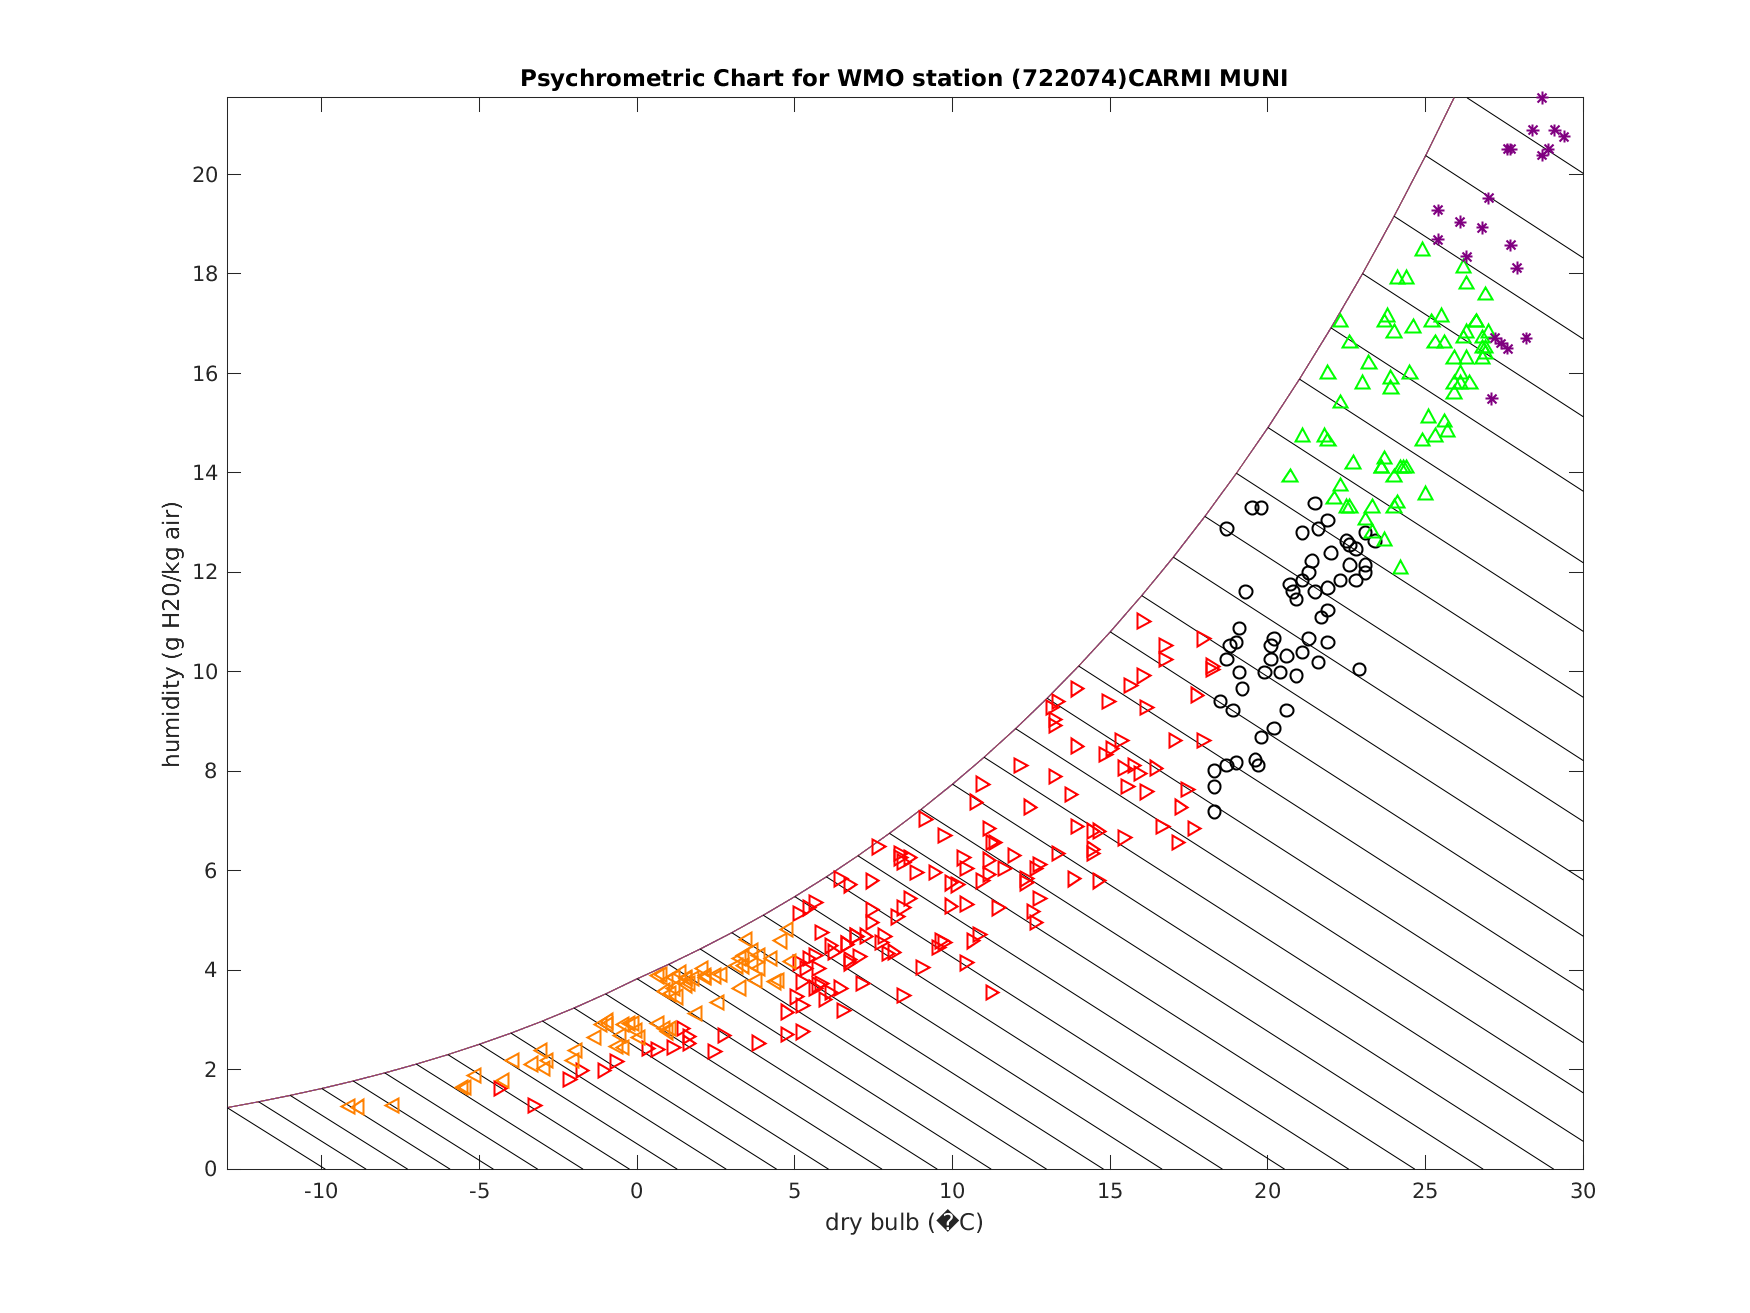 Psychrometric Chart for WMO station (722074)CARMI MUNI
humidity (g H20/kg air)
20
18
16
14
12
10
8
6
4
2
0
-10 -5 0 5 10 15 20 25 30
dry bulb (�C)